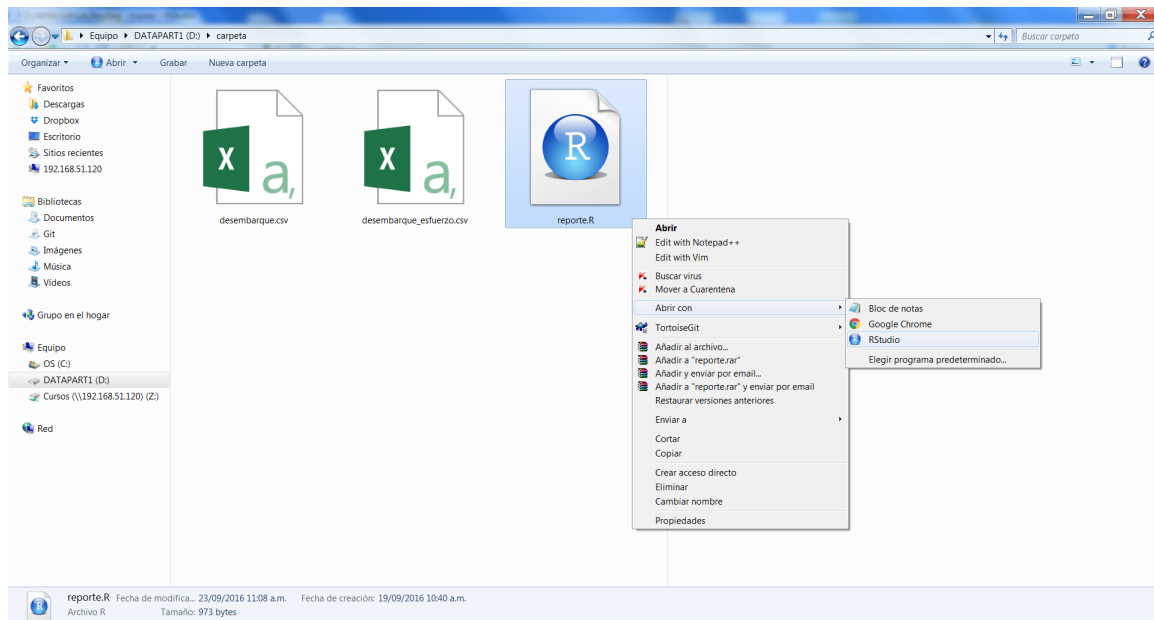 Equipo ▸ DATAPART1 (D:) ▸ carpeta
Buscar carpeta
Organizar
Abrir
Grabar
Nueva carpeta
Favoritos
Descargas
Dropbox
Escritorio
Sitios recientes
192.168.51.120
Bibliotecas
Documentos
Git
Imágenes
Música
Vídeos
Grupo en el hogar
Equipo
OS (C:)
DATAPART1 (D:)
Cursos (\\192.168.51.120) (Z:)
Red
X a,
desembarque.csv
X a,
desembarque_esfuerzo.csv
R
reporte.R
Abrir
Edit with Notepad++
Edit with Vim
Buscar virus
Mover a Cuarentena
Abrir con
TortoiseGit
Añadir al archivo...
Añadir a "reporte.rar"
Añadir y enviar por email...
Añadir a "reporte.rar" y enviar por email
Restaurar versiones anteriores
Enviar a
Cortar
Copiar
Crear acceso directo
Eliminar
Cambiar nombre
Propiedades
Bloc de notas
Google Chrome
RStudio
Elegir programa predeterminado...
reporte.R Fecha de modifica... 23/09/2016 11:08 a.m. Fecha de creación: 19/09/2016 10:40 a.m.
Archivo R Tamaño: 973 bytes